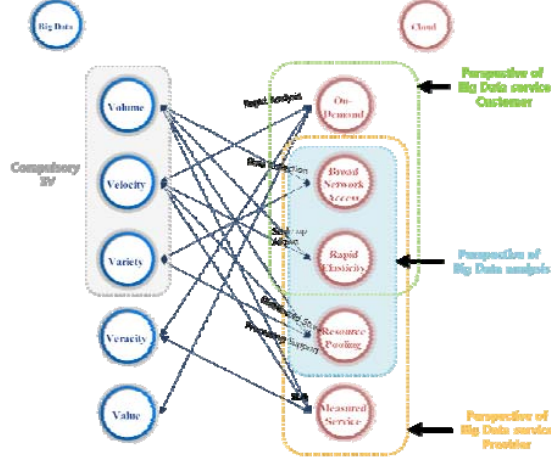 Big Data
Cloud
Volume
Velocity
Variety
Veracity
Value
Compulsory
3V
On-
Demand
Broad
Network
Access
Rapid
Elasticity
Resource
Pooling
Measured
Service
Rapid Analysis
SLA
Perspective of
Big Data service
Customer
Perspective of
Big Data analysis
Perspective of
Big Data service
Provider